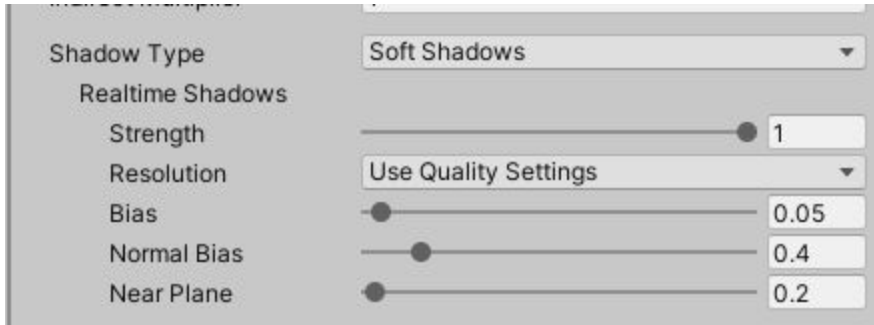 Shadow Type Soft Shadows
Realtime Shadows
Strength 1
Resolution Use Quality Settings
Bias 0.05
Normal Bias 0.4
Near Plane 0.2